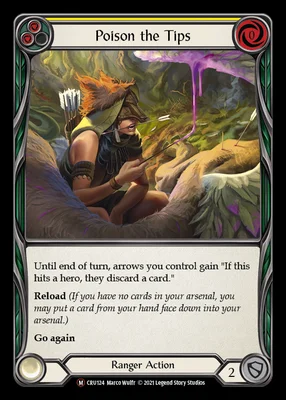 Poison the Tips
Until end of turn, arrows you control gain "If this
hits a hero, they discard a card."
Reload (If you have no cards in your arsenal, you
may put a card from your hand face down into your
arsenal.)
Go again
Ranger Action
2
M CRU124 Marco Wulfr © 2021 Legend Story Studios